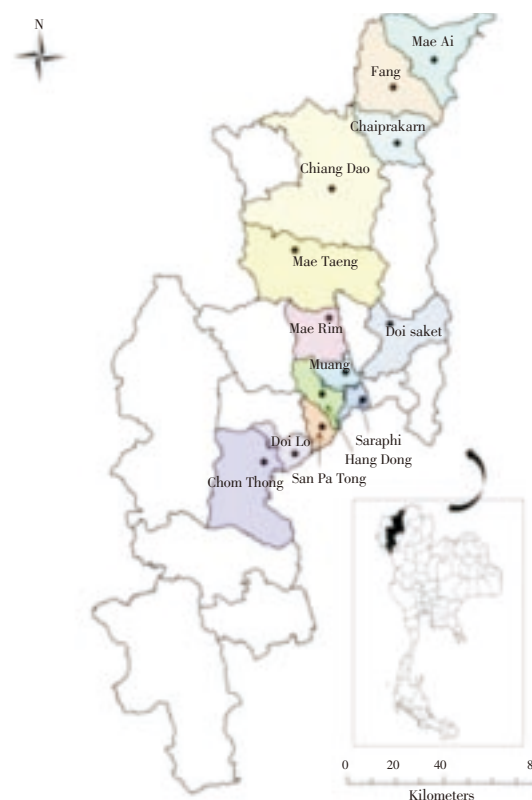 N
Mae Ai
Fang
Chaiprakarn
Chiang Dao
Mae Taeng
Mae Rim
Doi saket
Muang
Saraphi
Doi Lo
Hang Dong
Chom Thong
San Pa Tong
0 20 40 8
Kilometers